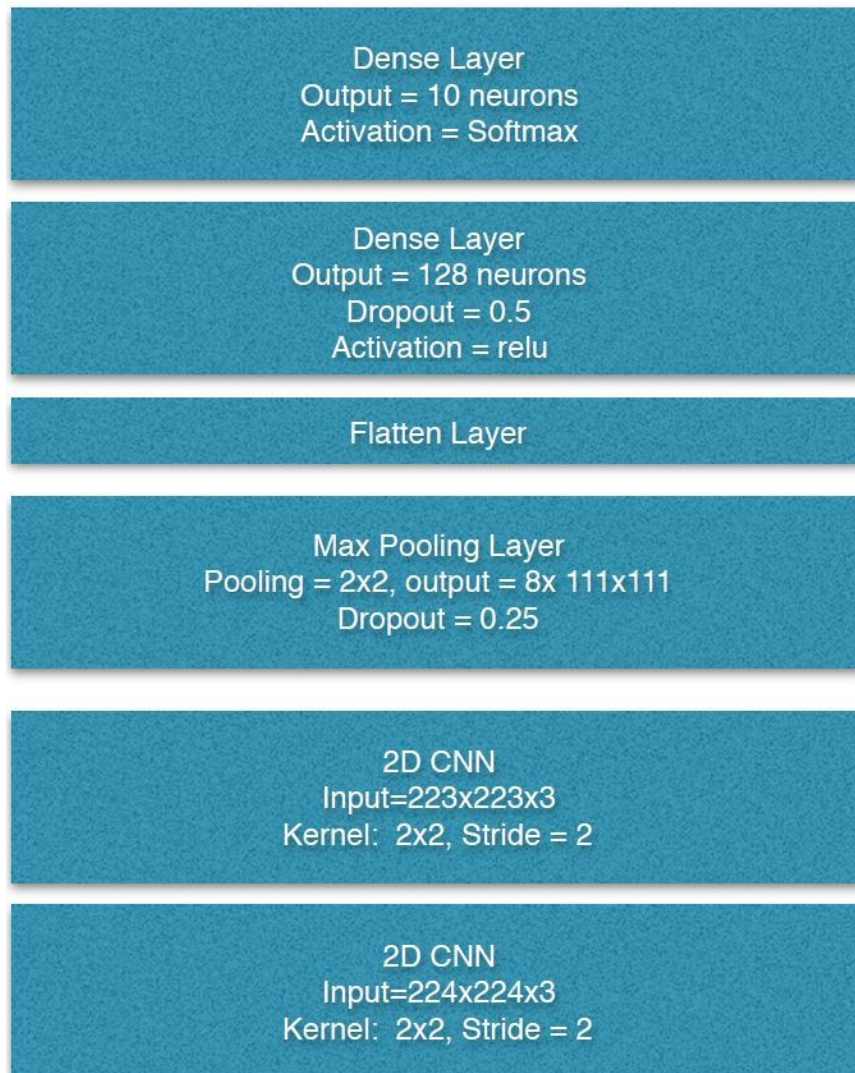 Dense Layer
Output = 10 neurons
Activation = Softmax
Dense Layer
Output = 128 neurons
Dropout = 0.5
Activation = relu
Flatten Layer
Max Pooling Layer
Pooling = 2x2, output = 8x 111x111
Dropout = 0.25
2D CNN
Input=223x223x3
Kernel:  2x2, Stride = 2
2D CNN
Input=224x224x3
Kernel:  2x2, Stride = 2